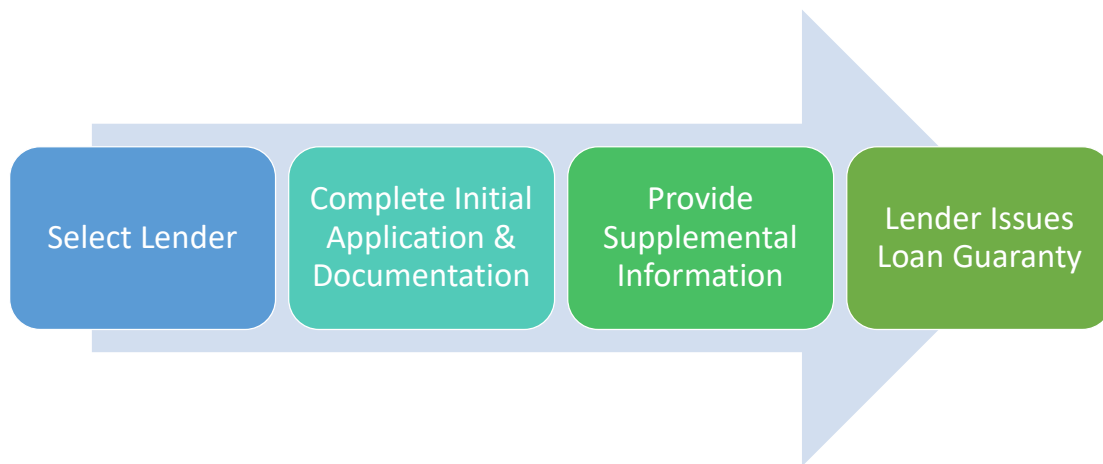 Select Lender
Complete Initial
Application &
Documentation
Provide
Supplemental
Information
Lender Issues
Loan Guaranty